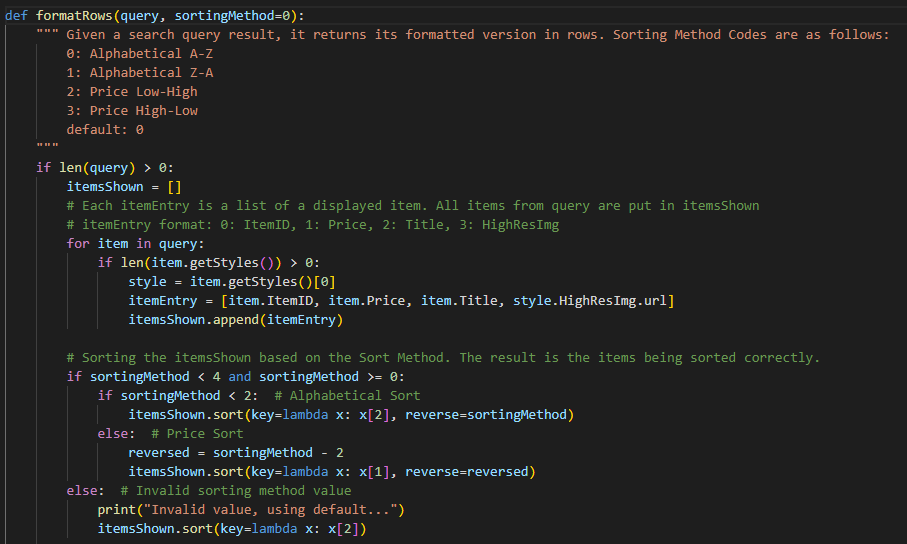 def formatRows(query, sortingMethod=0):
    """ Given a search query result, it returns its formatted version in rows. Sorting Method Codes are as follows:
        0: Alphabetical A-Z
        1: Alphabetical Z-A
        2: Price Low-High
        3: Price High-Low
        default: 0
    """
    if len(query) > 0:
        itemsShown = []
        # Each itemEntry is a list of a displayed item. All items from query are put in itemsShown
        # itemEntry format: 0: ItemID, 1: Price, 2: Title, 3: HighResImg
        for item in query:
            if len(item.getStyles()) > 0:
                style = item.getStyles()[0]
                itemEntry = [item.ItemID, item.Price, item.Title, style.HighResImg.url]
                itemsShown.append(itemEntry)
        # Sorting the itemsShown based on the Sort Method. The result is the items being sorted correctly.
        if sortingMethod < 4 and sortingMethod >= 0:
            if sortingMethod < 2:  # Alphabetical Sort
                itemsShown.sort(key=lambda x: x[2], reverse=sortingMethod)
            else:  # Price Sort
                reversed = sortingMethod - 2
                itemsShown.sort(key=lambda x: x[1], reverse=reversed)
        else:  # Invalid sorting method value
            print("Invalid value, using default...")
            itemsShown.sort(key=lambda x: x[2])